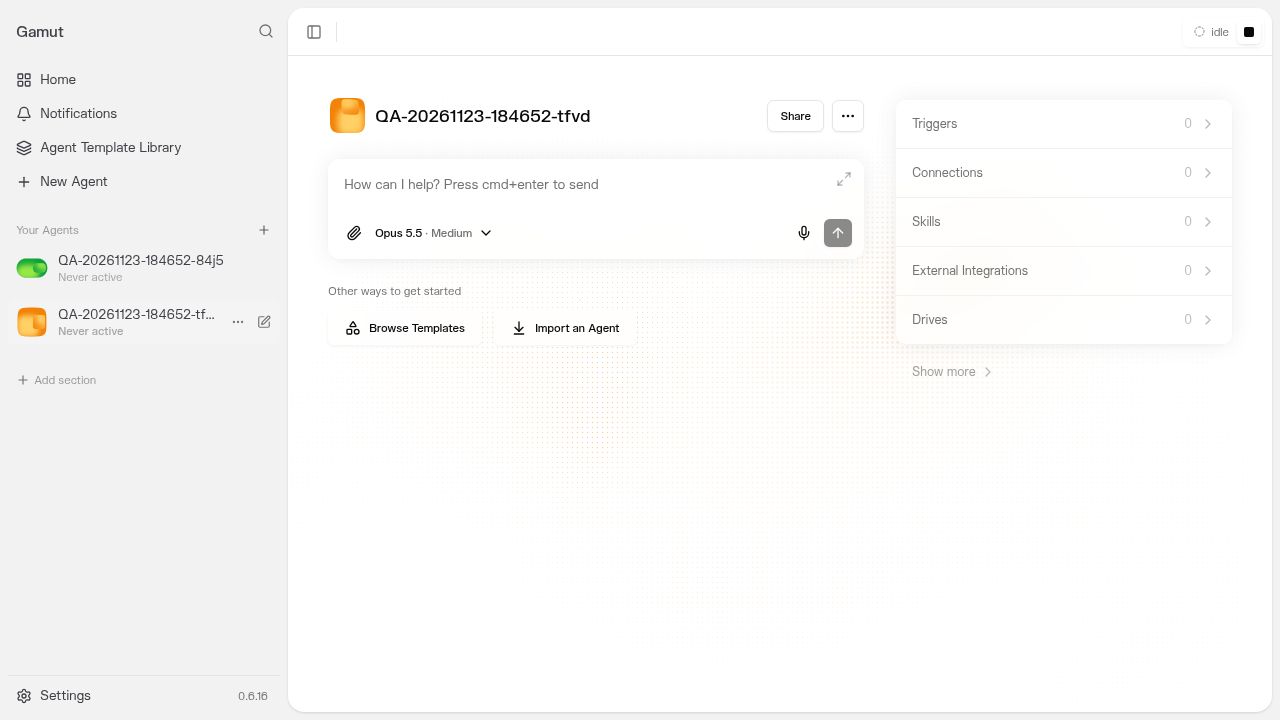 Gamut
Home
Notifications
Agent Template Library
New Agent
Your Agents
QA-20261123-184652-84j5
Never active
QA-20261123-184652-tf...
Never active
Add section
Settings
0.6.16
idle
QA-20261123-184652-tfvd
Share
How can I help? Press cmd+enter to send
Opus 5.5 · Medium
Other ways to get started
Browse Templates
Import an Agent
Triggers 0
Connections 0
Skills 0
External Integrations 0
Drives 0
Show more